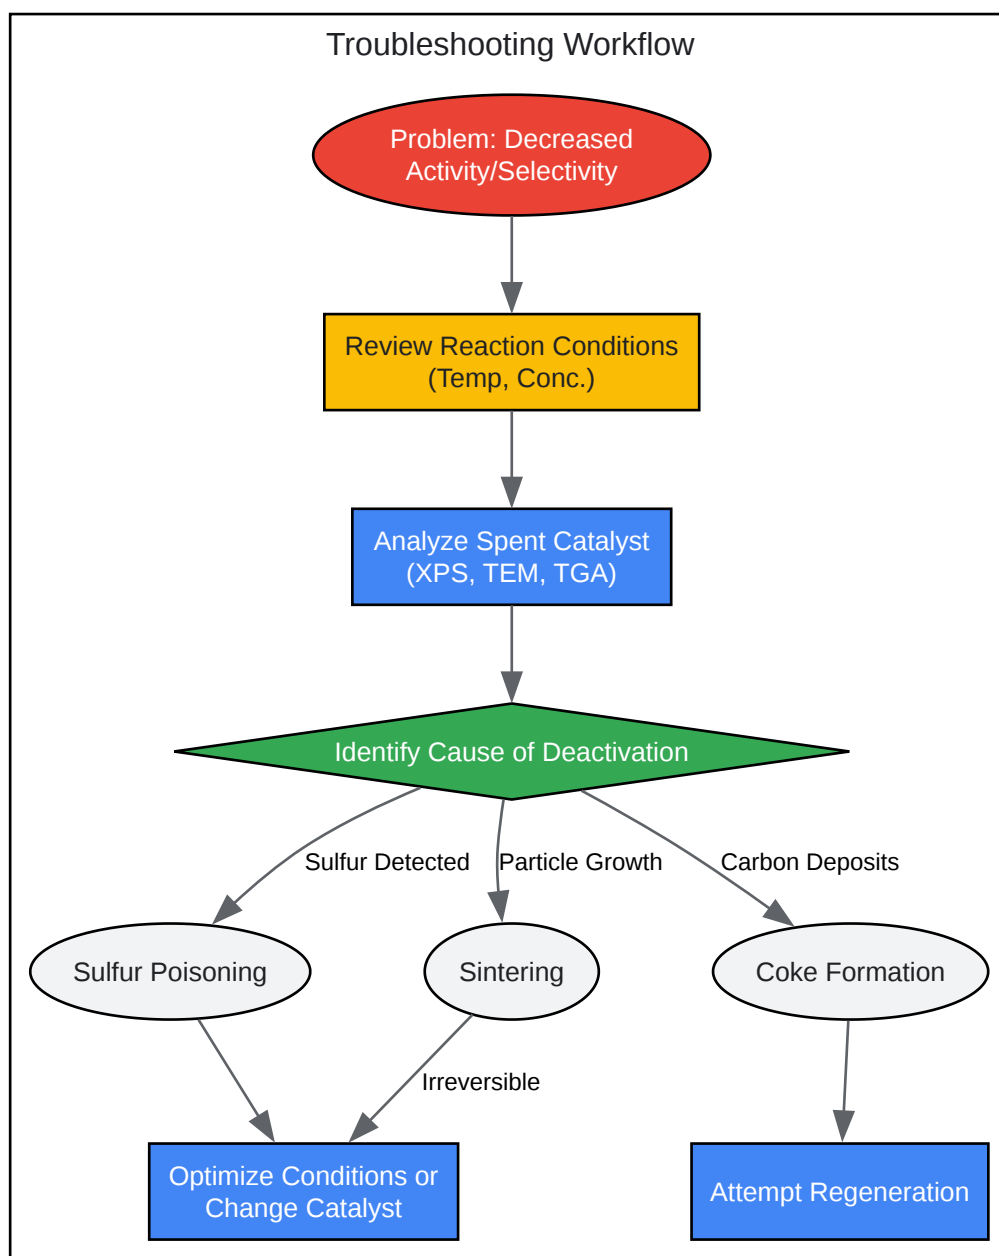 Troubleshooting Workflow
Problem: Decreased
Activity/Selectivity
Review Reaction Conditions
(Temp, Conc.)
Analyze Spent Catalyst
(XPS, TEM, TGA)
Identify Cause of Deactivation
Sulfur Detected
Particle Growth
Carbon Deposits
Sulfur Poisoning
Sintering
Coke Formation
Irreversible
Optimize Conditions or
Change Catalyst
Attempt Regeneration